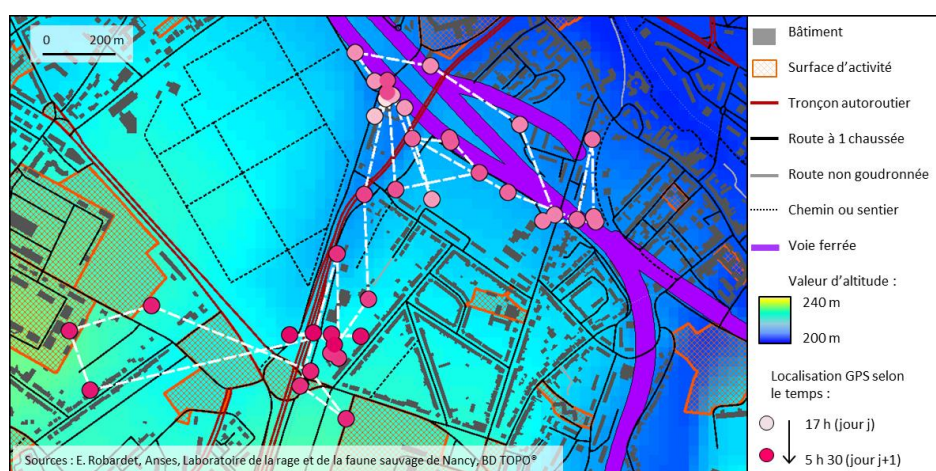 0 200 m
Bâtiment
Surface d'activité
Tronçon autoroutier
Route à 1 chaussée
Route non goudronnée
Chemin ou sentier
Voie ferrée
Valeur d'altitude :
240 m
200 m
Localisation GPS selon
le temps :
17 h (jour j)
5 h 30 (jour j+1)
Sources : E. Robardet, Anses, Laboratoire de la rage et de la faune sauvage de Nancy, BD TOPO®